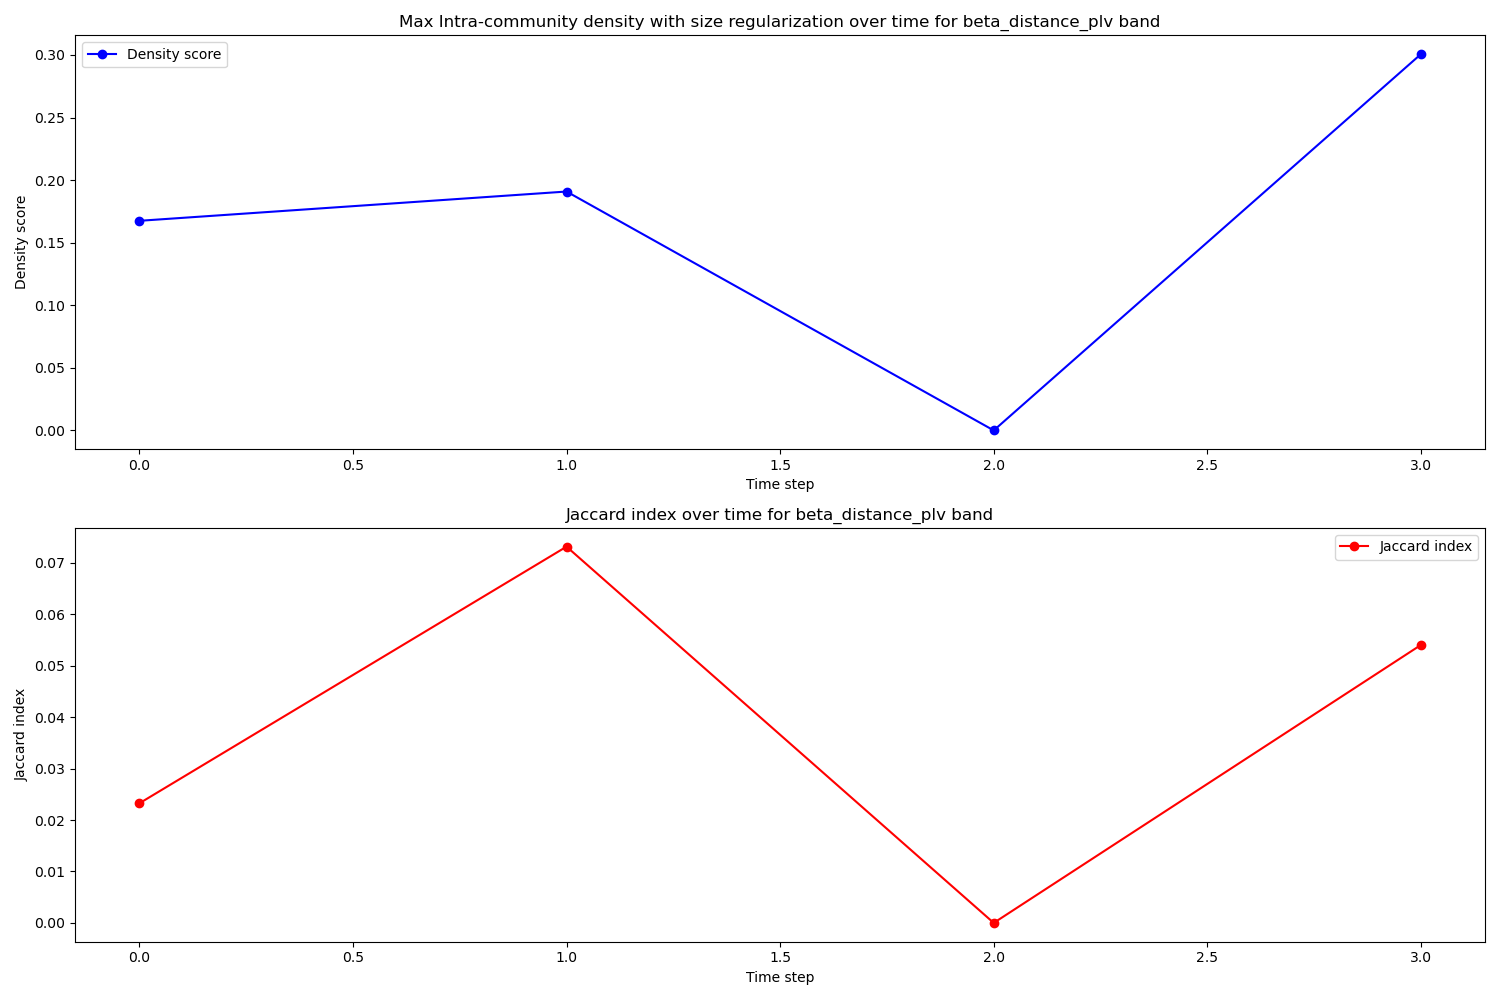 Max Intra-community density with size regularization over time for beta_distance_plv band
Density score
0.30
0.25
0.20
0.15
0.10
0.05
0.00
Density score
0.0 0.5 1.0 1.5 2.0 2.5 3.0
Time step
Jaccard index over time for beta_distance_plv band
Jaccard index
0.07
0.06
0.05
0.04
0.03
0.02
0.01
0.00
Jaccard index
0.0 0.5 1.0 1.5 2.0 2.5 3.0
Time step